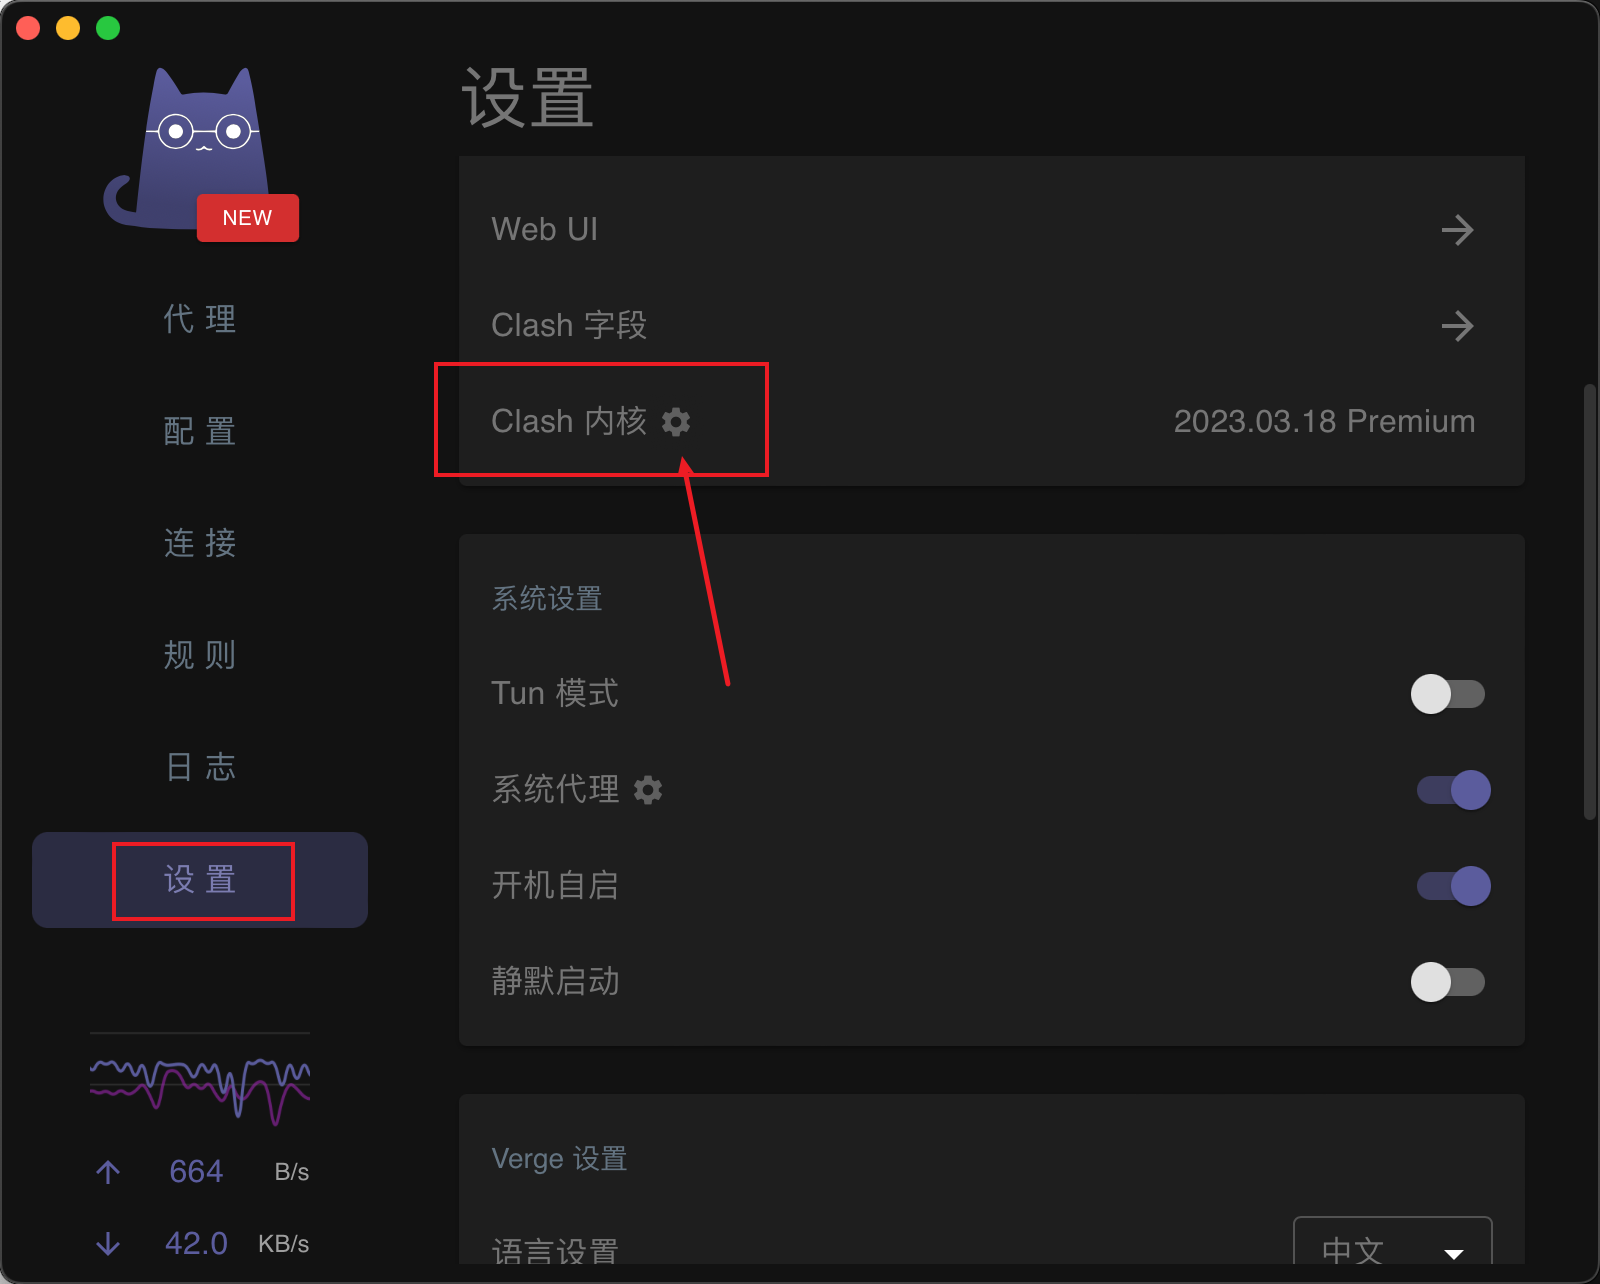 NEW
代 理
配 置
连 接
规 则
日 志
设 置
664 B/s
42.0 KB/s
设置
Web UI
Clash 字段
Clash 内核 2023.03.18 Premium
系统设置
Tun 模式
系统代理
开机自启
静默启动
Verge 设置
语言设置 中文